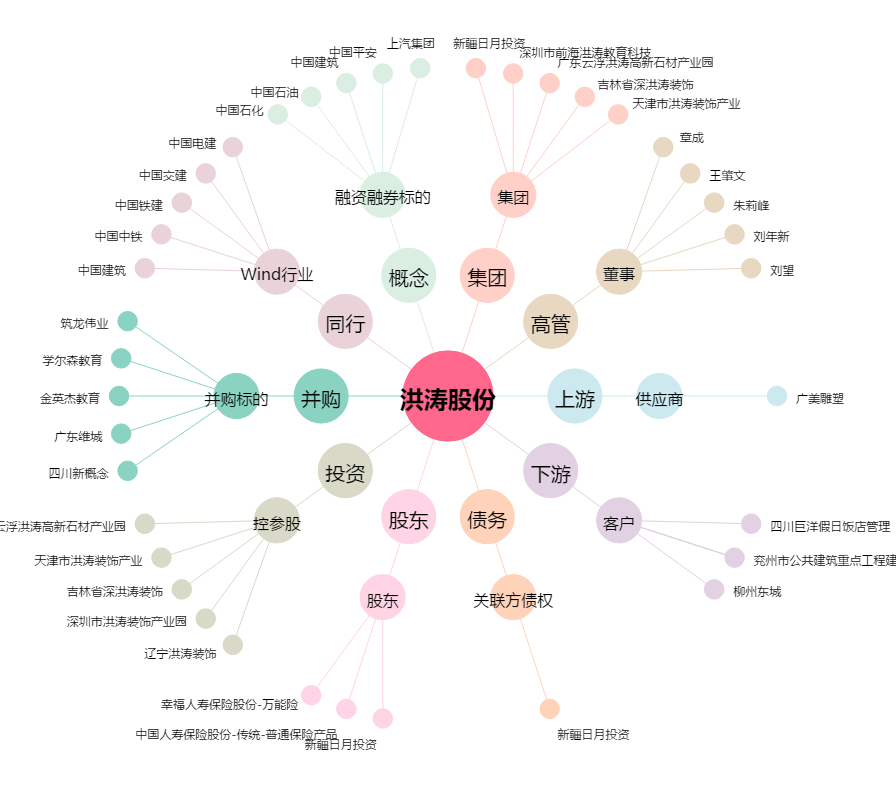 上汽集团
中国平安
中国建筑
中国石油
中国石化
融资融券标的
概念
新疆日月投资
深圳市前海洪涛教育科技
广东云浮洪涛高新石材产业园
吉林省深洪涛装饰
天津市洪涛装饰产业
集团
集团
中国电建
中国交建
中国铁建
中国中铁
中国建筑
Wind行业
同行
章成
王筆文
朱莉峰
刘年新
刘望
董事
高管
筑龙伟业
学尔森教育
金英杰教育
广东维城
四川新概念
并购标的
并购
洪涛股份
上游
供应商
广美雕塑
云浮洪涛高新石材产业园
天津市洪涛装饰产业
吉林省深洪涛装饰
深圳市洪涛装饰产业园
辽宁洪涛装饰
控参股
投资
下游
客户
四川巨洋假日饭店管理
兖州市公共建筑重点工程建
柳州东城
股东
股东
幸福人寿保险股份-万能险
中国人寿保险股份-传统-普通保险产品
新疆日月投资
债务
关联方债权
新疆日月投资